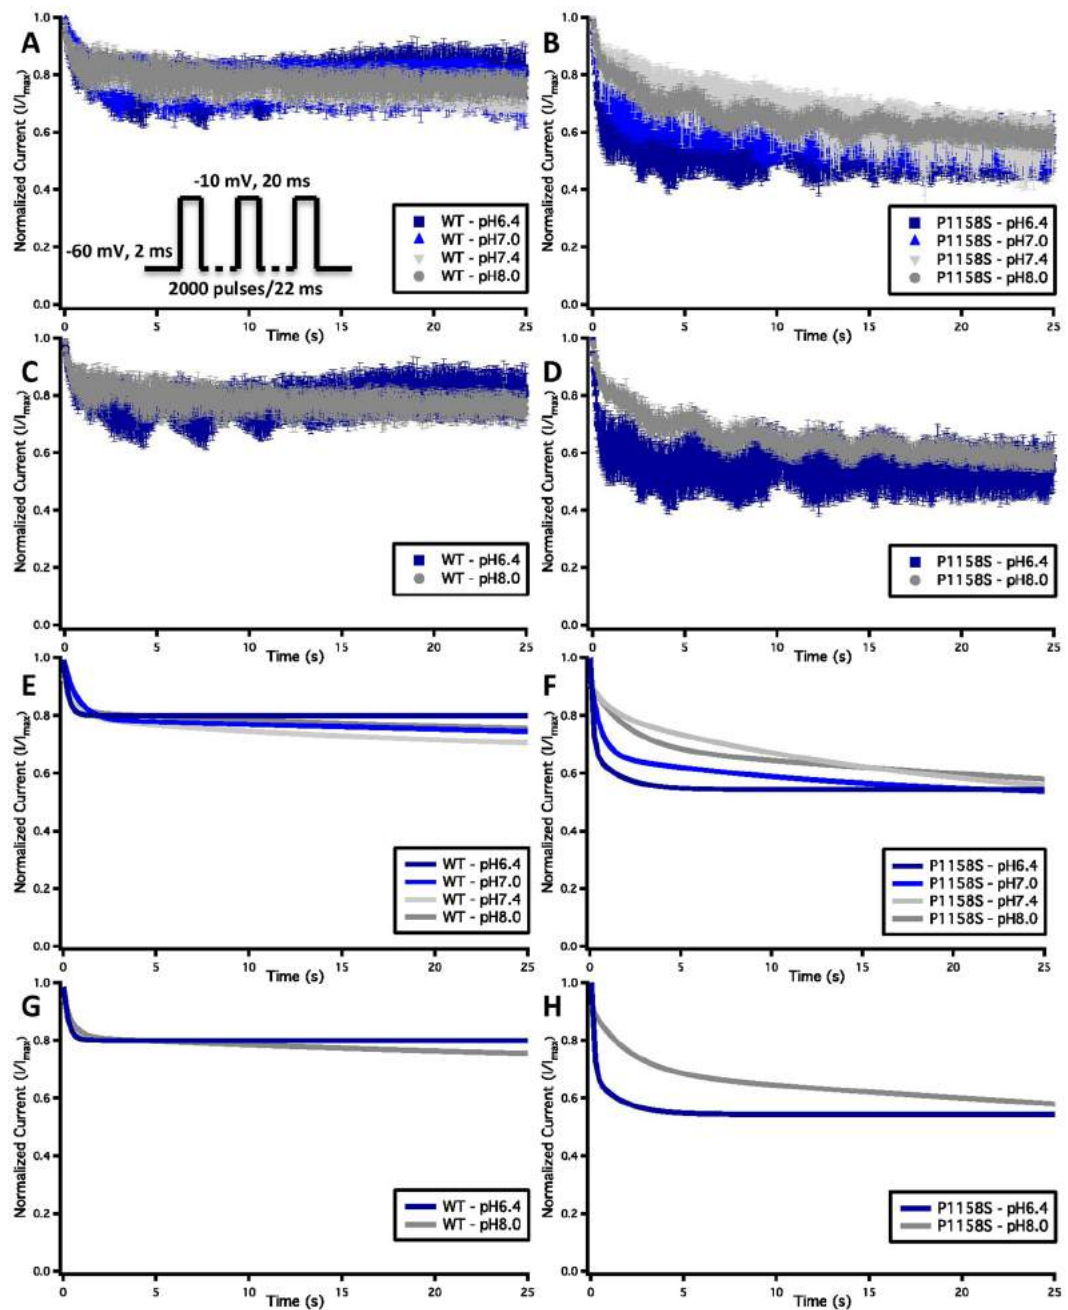 A
Normalized Current (I/Imax)
1.0
0.8
0.6
0.4
0.2
0.0
-10 mV, 20 ms
-60 mV, 2 ms
2000 pulses/22 ms
WT - pH6.4
WT - pH7.0
WT - pH7.4
WT - pH8.0
0 5 10 15 20 25
Time (s)
B
Normalized Current (I/Imax)
1.0
0.8
0.6
0.4
0.2
0.0
P1158S - pH6.4
P1158S - pH7.0
P1158S - pH7.4
P1158S - pH8.0
0 5 10 15 20 25
Time (s)
C
Normalized Current (I/Imax)
1.0
0.8
0.6
0.4
0.2
0.0
WT - pH6.4
WT - pH8.0
0 5 10 15 20 25
Time (s)
D
Normalized Current (I/Imax)
1.0
0.8
0.6
0.4
0.2
0.0
P1158S - pH6.4
P1158S - pH8.0
0 5 10 15 20 25
Time (s)
E
Normalized Current (I/Imax)
1.0
0.8
0.6
0.4
0.2
0.0
WT - pH6.4
WT - pH7.0
WT - pH7.4
WT - pH8.0
0 5 10 15 20 25
Time (s)
F
Normalized Current (I/Imax)
1.0
0.8
0.6
0.4
0.2
0.0
P1158S - pH6.4
P1158S - pH7.0
P1158S - pH7.4
P1158S - pH8.0
0 5 10 15 20 25
Time (s)
G
Normalized Current (I/Imax)
1.0
0.8
0.6
0.4
0.2
0.0
WT - pH6.4
WT - pH8.0
0 5 10 15 20 25
Time (s)
H
Normalized Current (I/Imax)
1.0
0.8
0.6
0.4
0.2
0.0
P1158S - pH6.4
P1158S - pH8.0
0 5 10 15 20 25
Time (s)